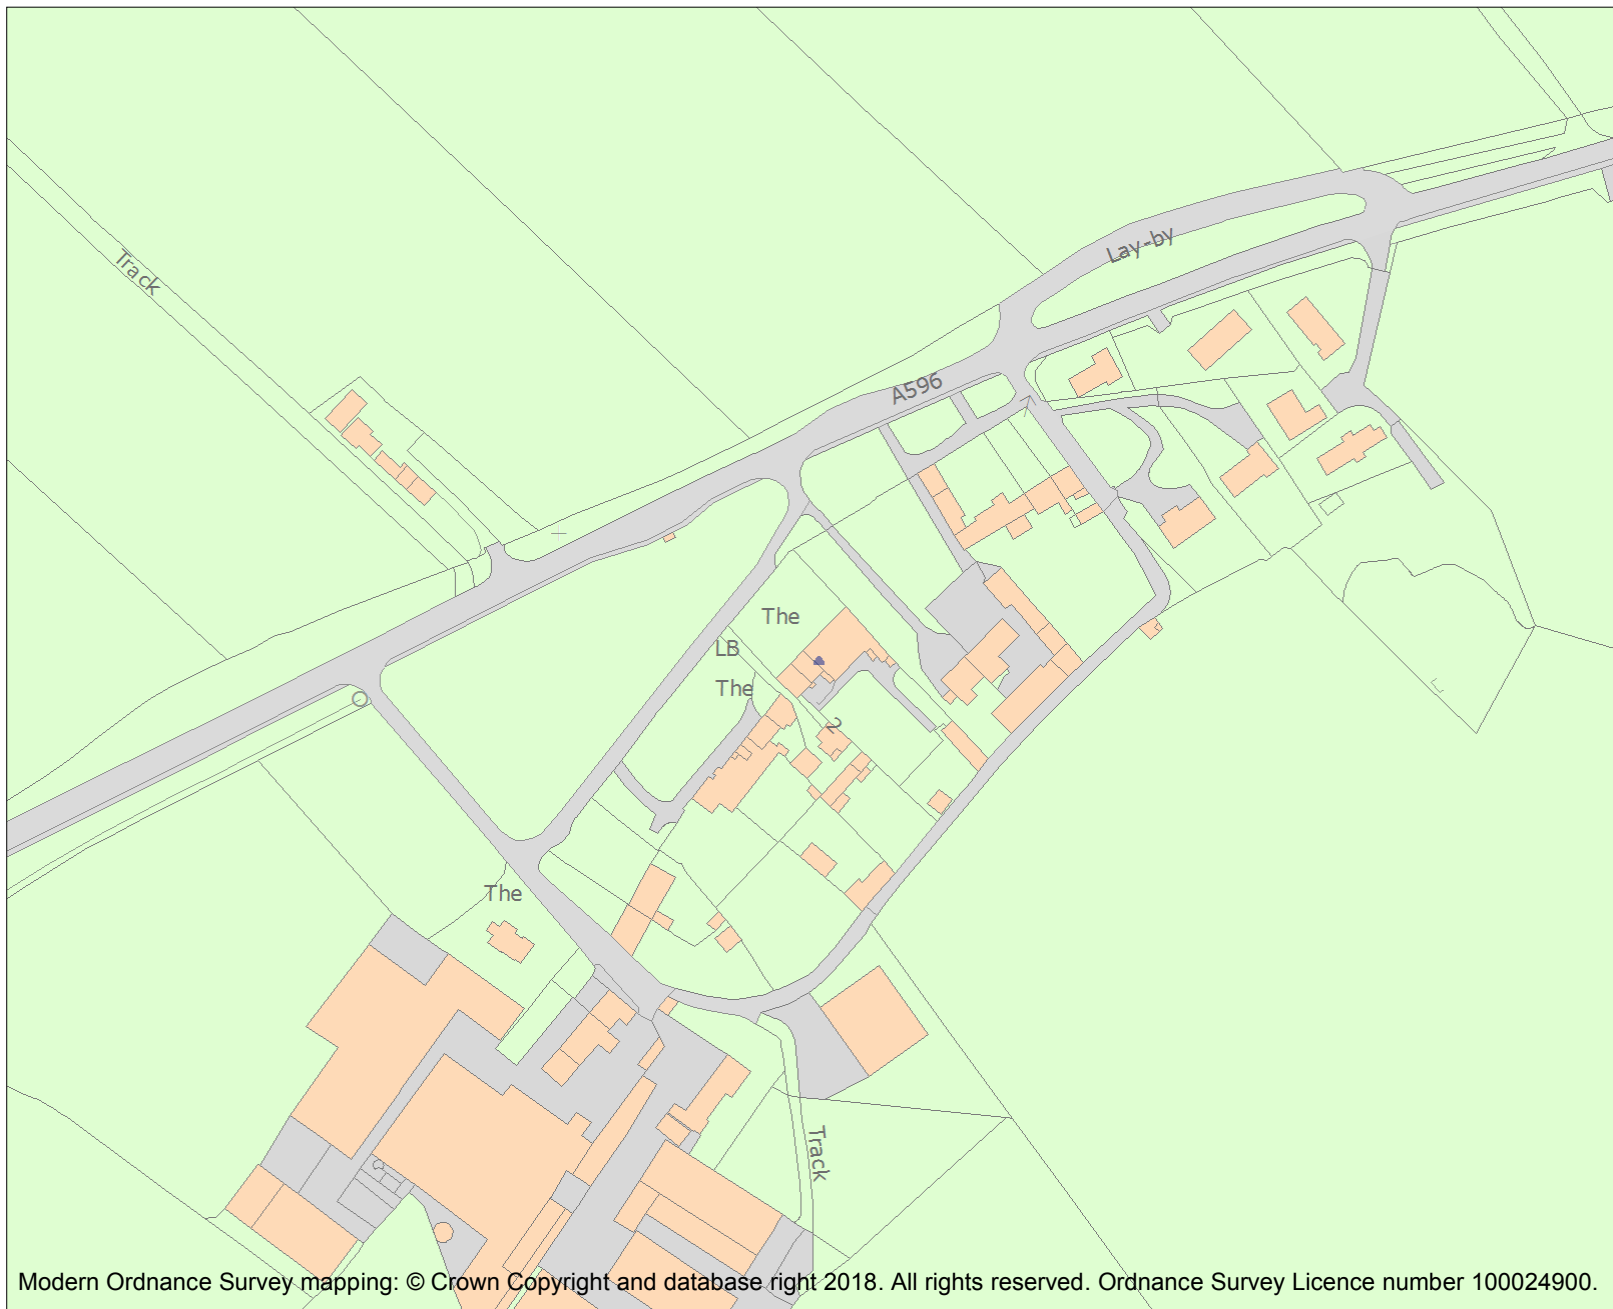 Lay-by
Track
A596
The
LB
The
2
The
Track
Modern Ordnance Survey mapping: © Crown Copyright and database right 2018. All rights reserved. Ordnance Survey Licence number 100024900.